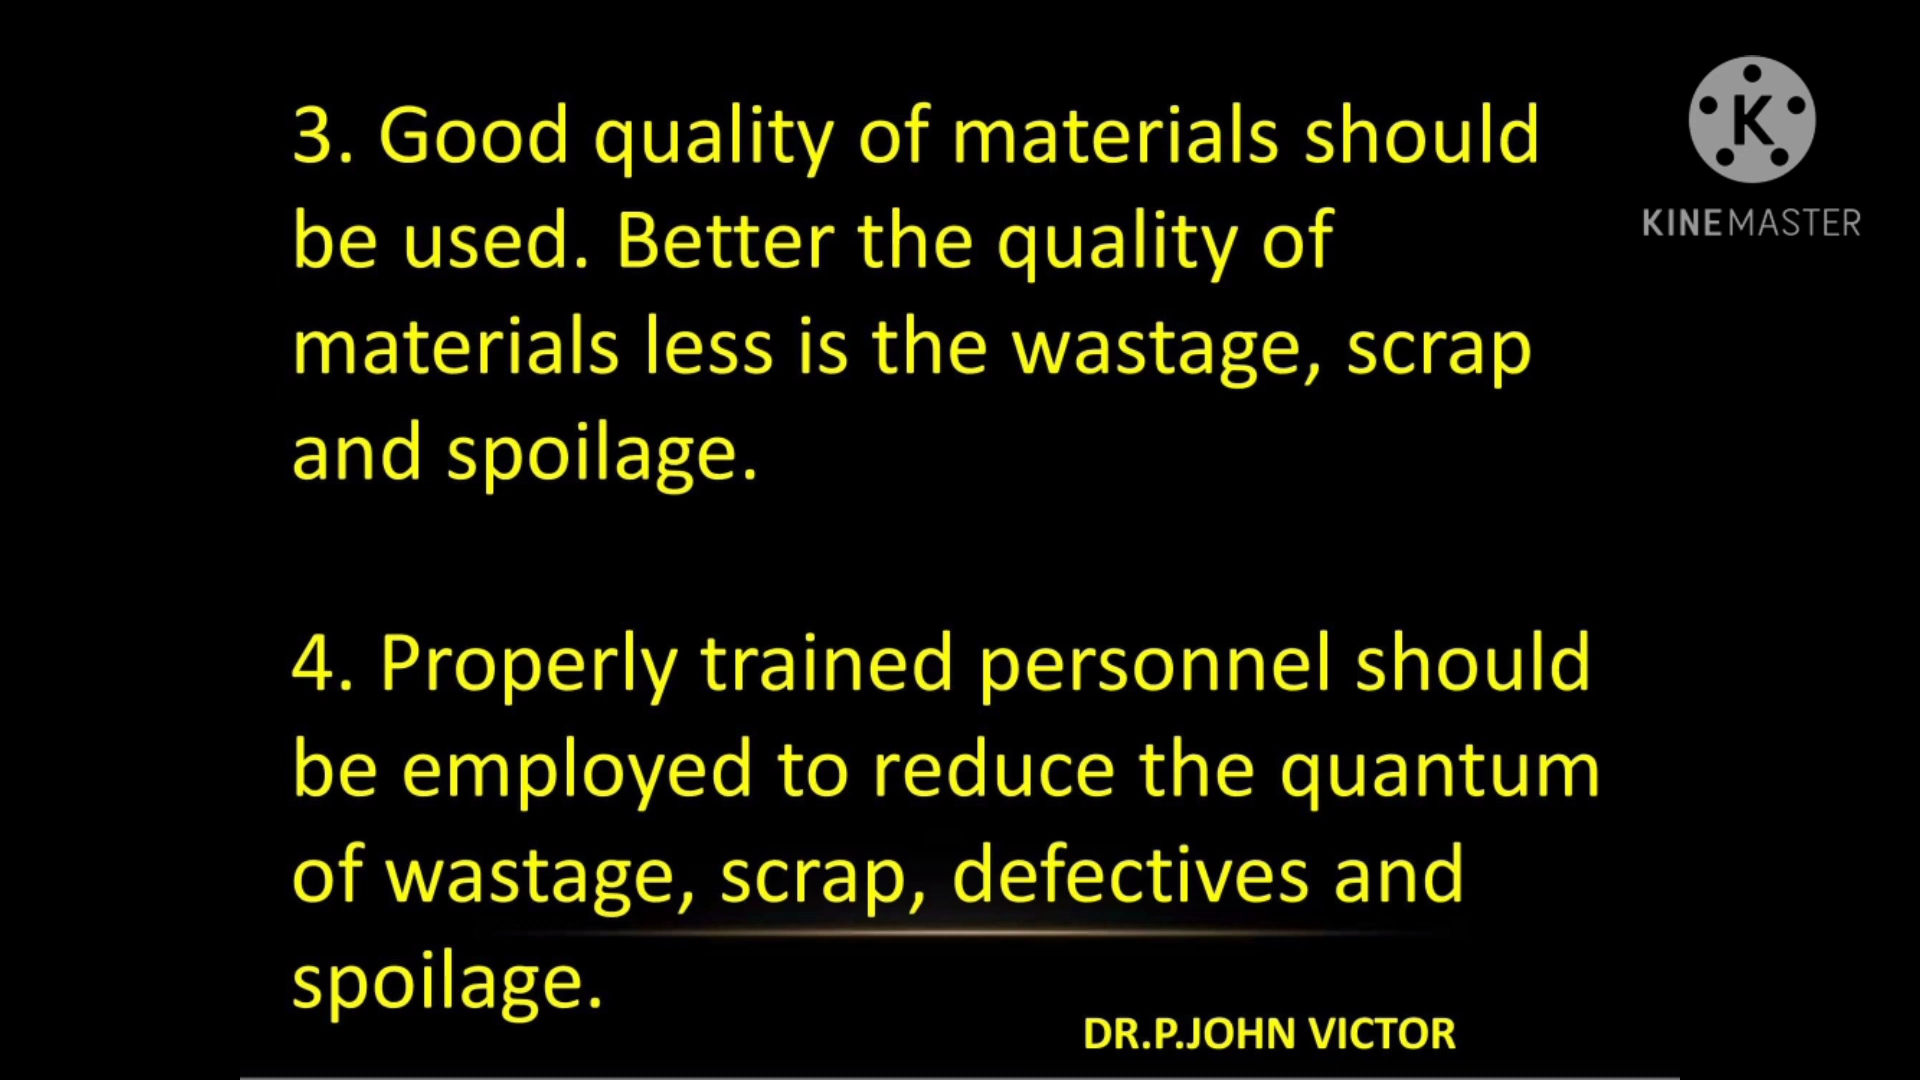 3. Good quality of materials should
be used. Better the quality of
materials less is the wastage, scrap
and spoilage.
4. Properly trained personnel should
be employed to reduce the quantum
of wastage, scrap, defectives and
spoilage.
DR.P.JOHN VICTOR
K
KINEMASTER